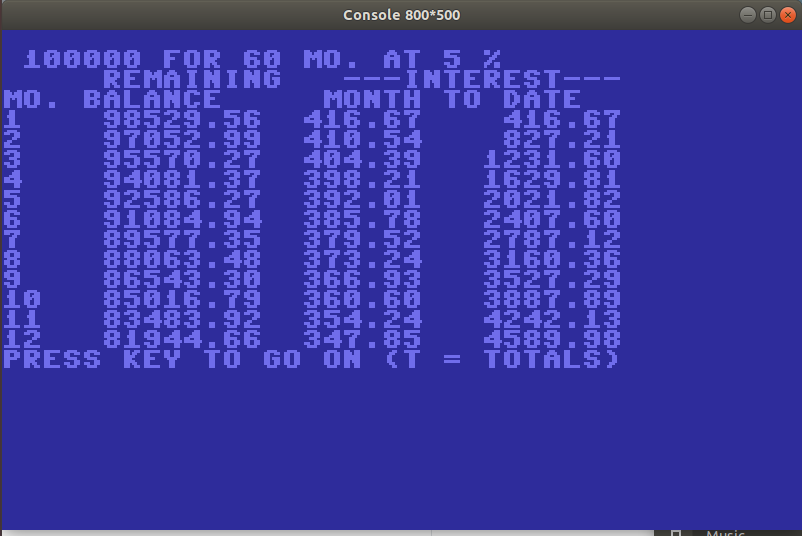 Console 800*500
100000 FOR 60 MO. AT 5 %
REMAINING ---INTEREST---
MO. BALANCE MONTH TO DATE
1 98529.56 416.67 416.67
2 97052.99 410.54 827.21
3 95570.27 404.39 1231.60
4 94081.37 398.21 1629.81
5 92586.27 392.01 2021.82
6 91084.94 385.78 2407.60
7 89577.35 379.52 2787.12
8 88063.48 373.24 3160.36
9 86543.30 366.93 3527.29
10 85016.79 360.60 3887.89
11 83483.92 354.24 4242.13
12 81944.66 347.85 4589.98
PRESS KEY TO GO ON (T = TOTALS)
Music